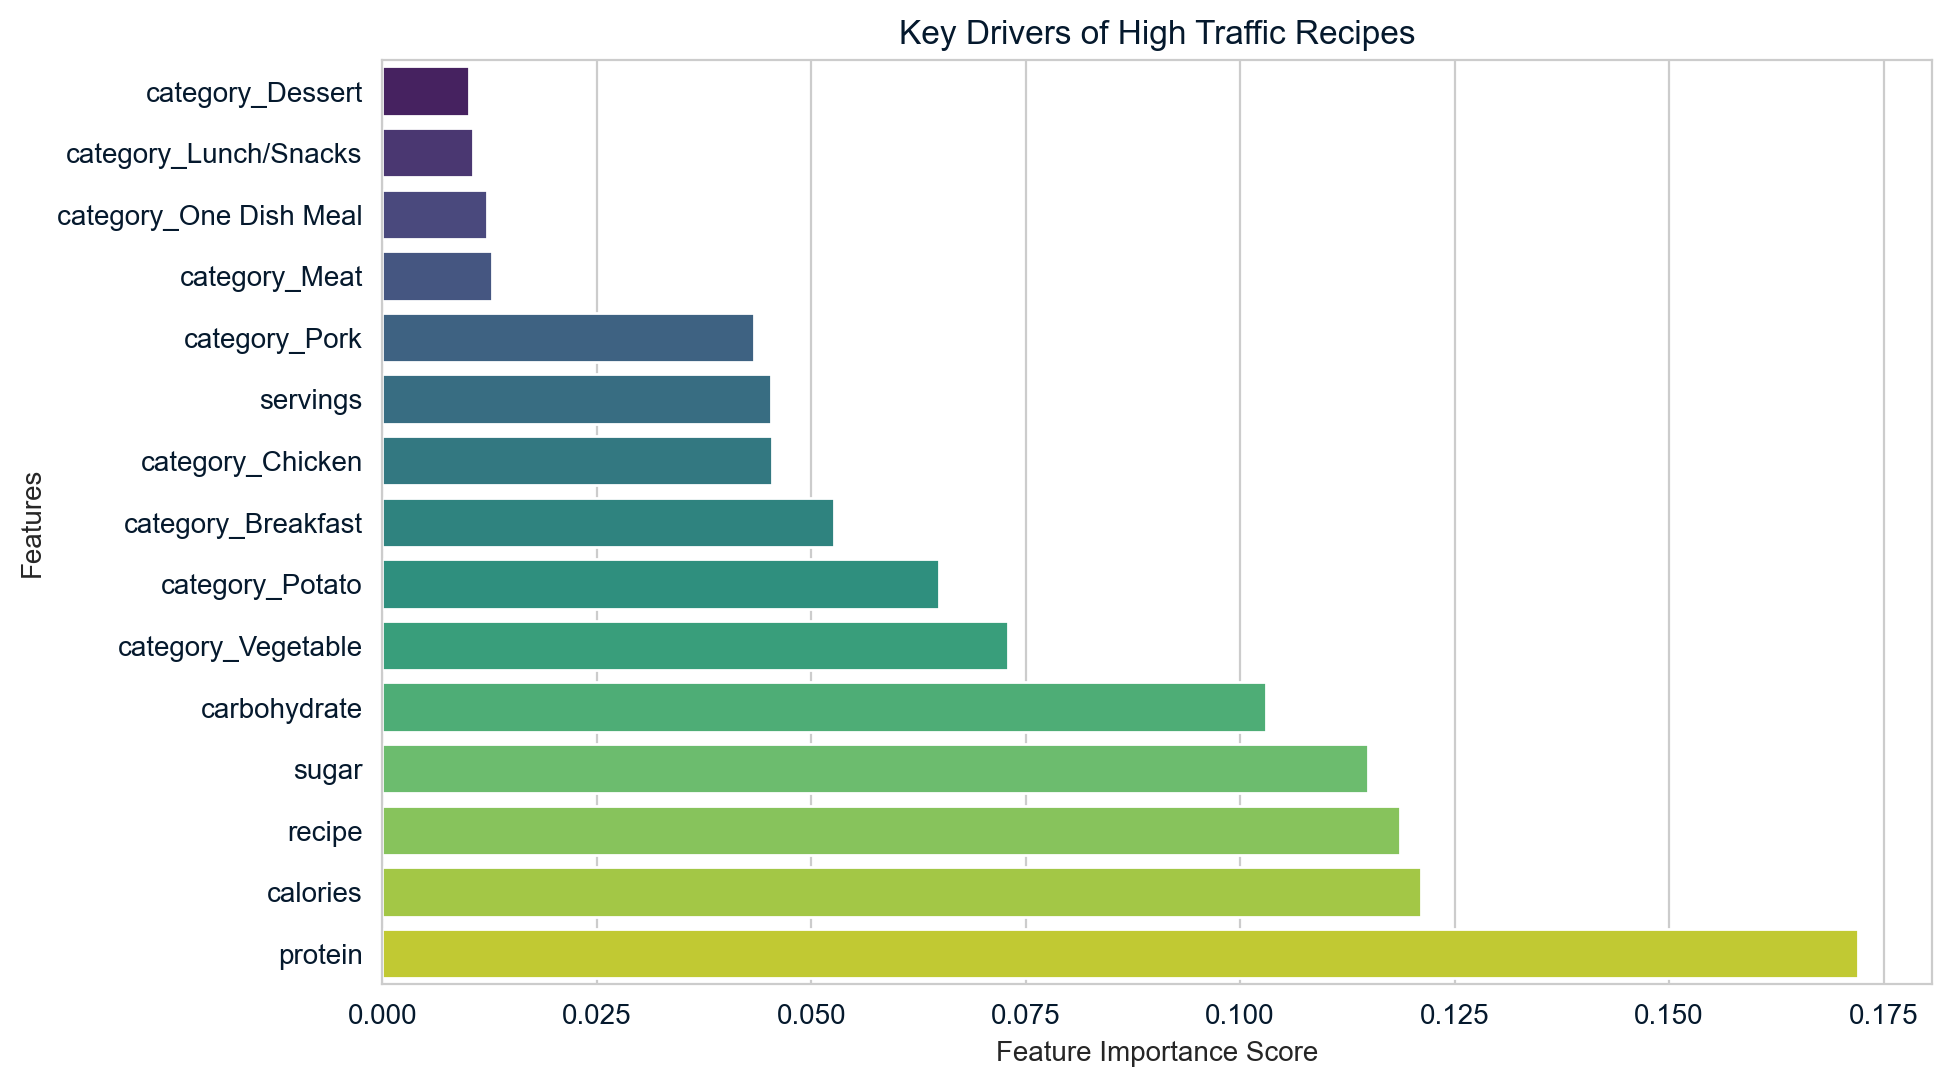 Key Drivers of High Traffic Recipes
Features
category_Dessert
category_Lunch/Snacks
category_One Dish Meal
category_Meat
category_Pork
servings
category_Chicken
category_Breakfast
category_Potato
category_Vegetable
carbohydrate
sugar
recipe
calories
protein
0.000 0.025 0.050 0.075 0.100 0.125 0.150 0.175
Feature Importance Score